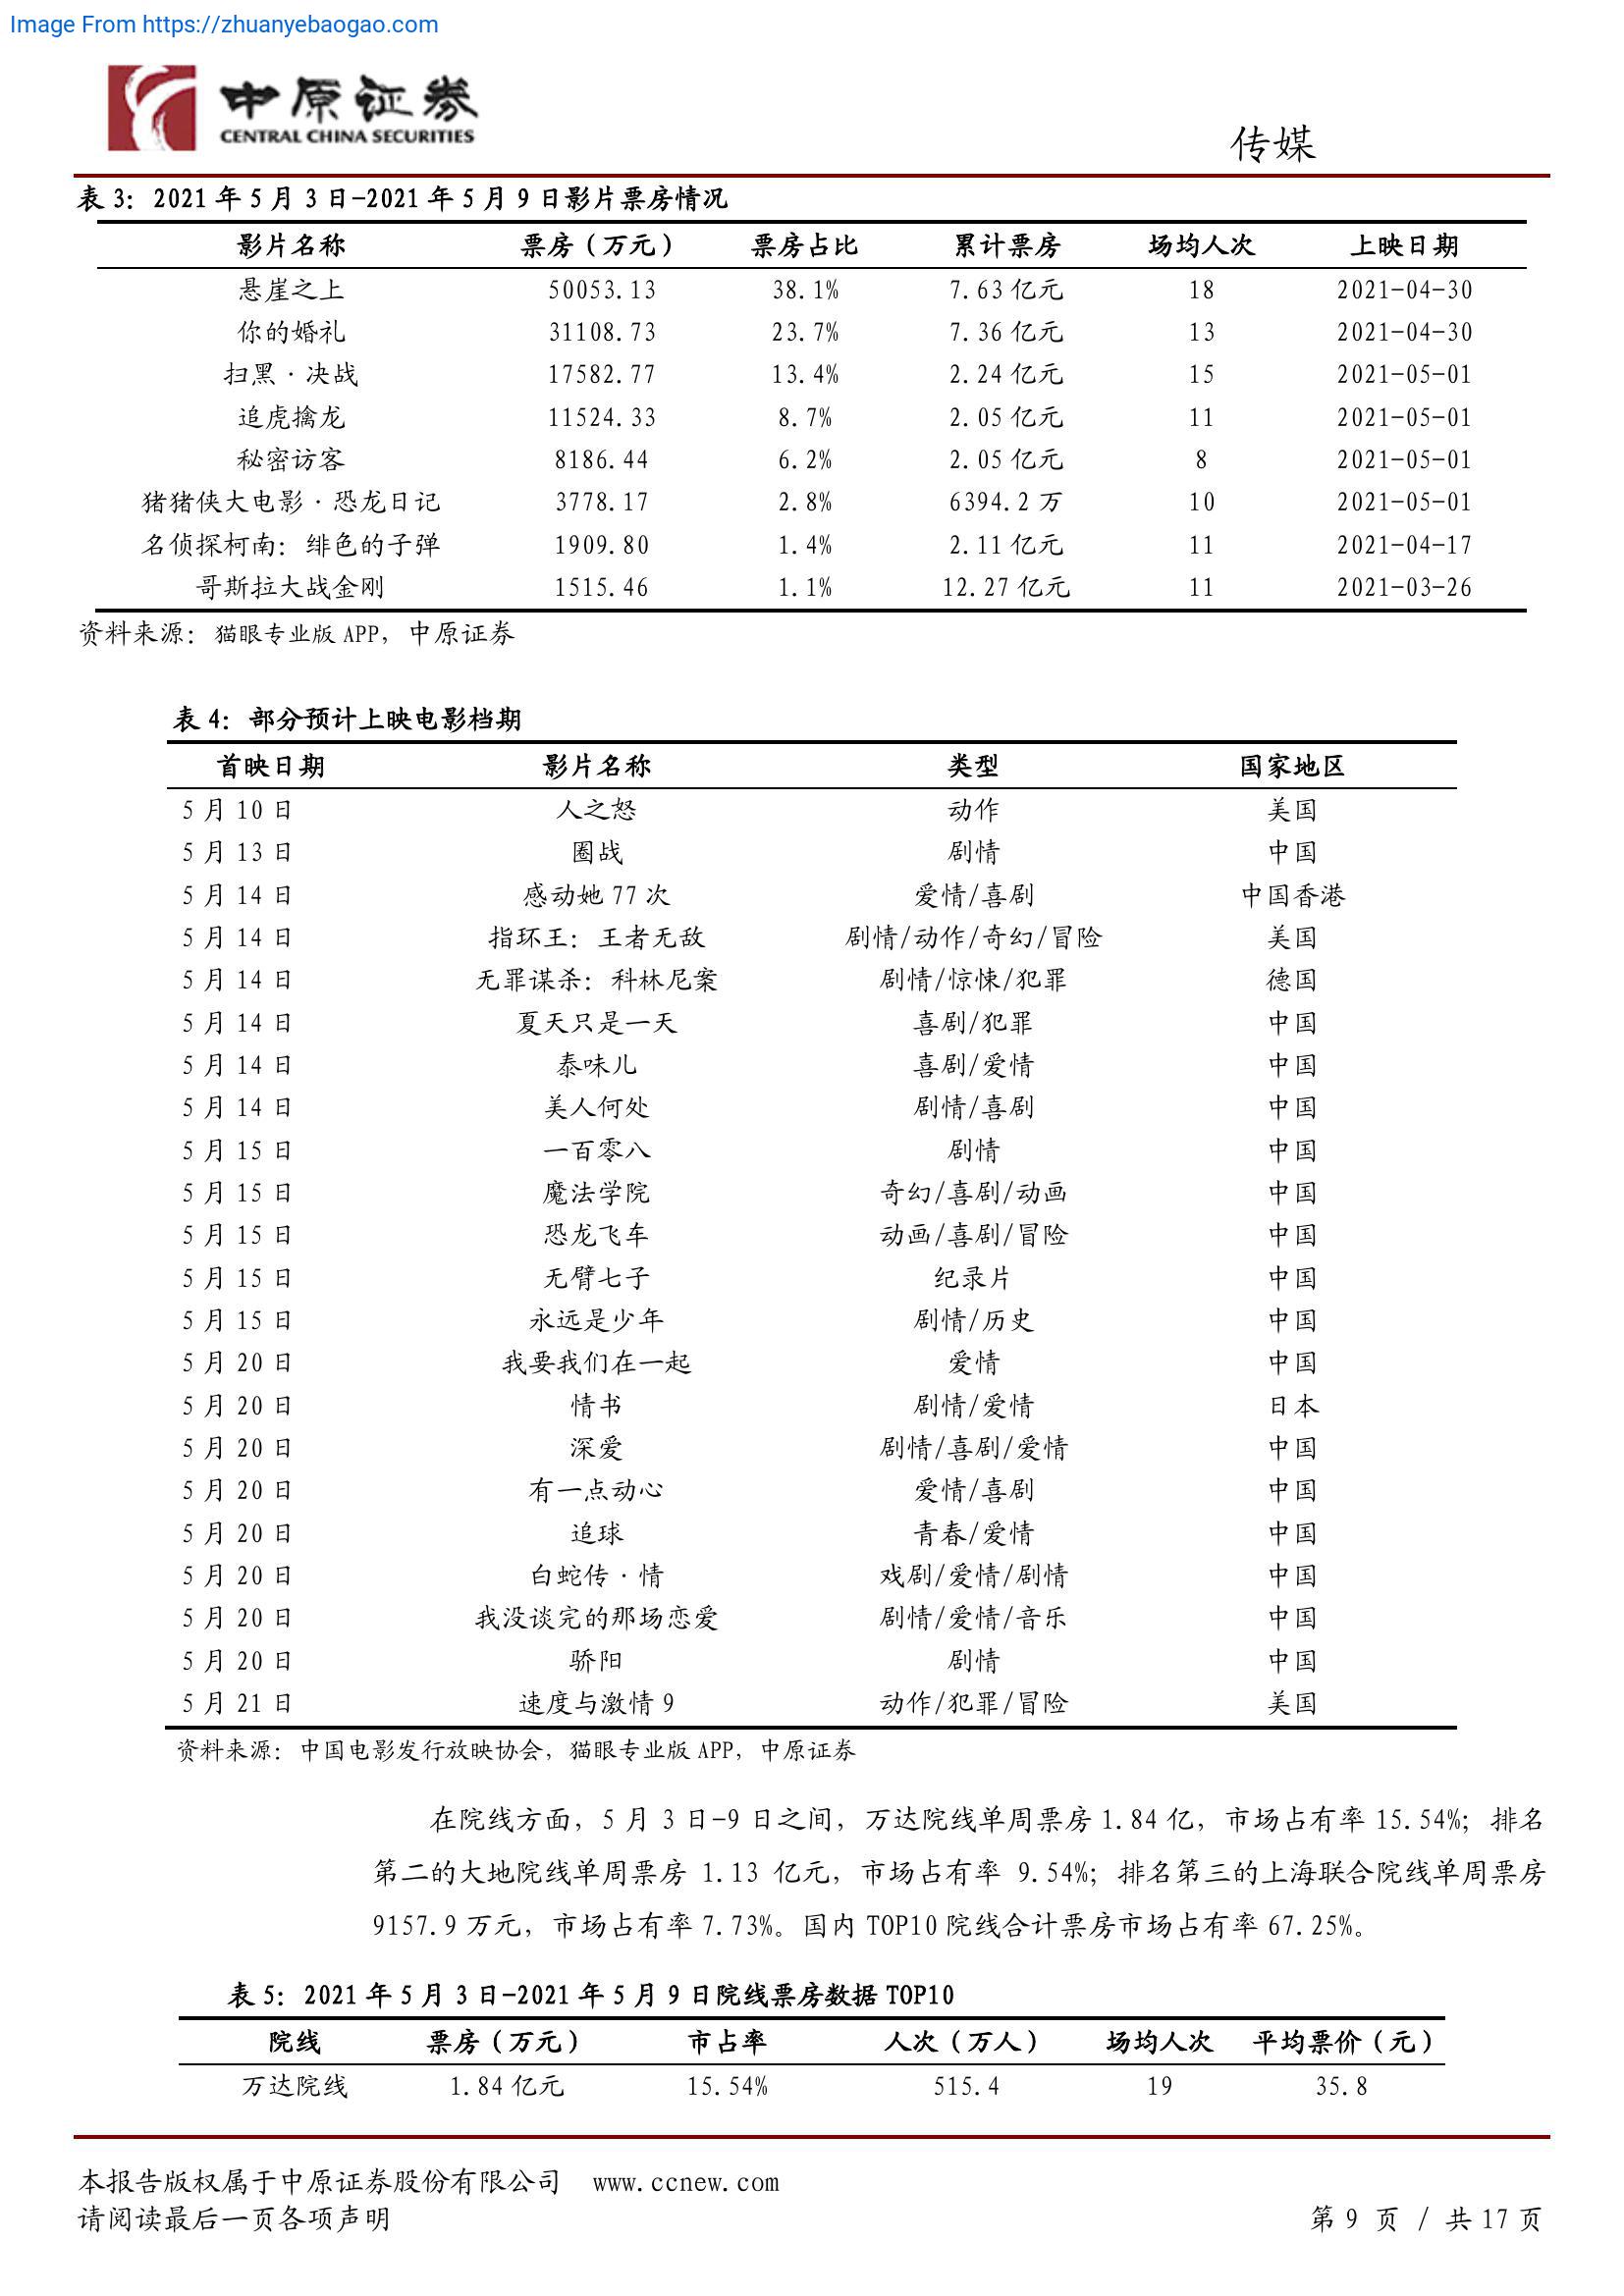 Image From https://zhuanyebaogao.com
中原证券
CENTRAL CHINA SECURITIES
传媒
表 3：2021 年 5 月 3 日-2021 年 5 月 9 日影片票房情况
影片名称 票房（万元） 票房占比 累计票房 场均人次 上映日期
悬崖之上 50053.13 38.1% 7.63 亿元 18 2021-04-30
你的婚礼 31108.73 23.7% 7.36 亿元 13 2021-04-30
扫黑·决战 17582.77 13.4% 2.24 亿元 15 2021-05-01
追虎擒龙 11524.33 8.7% 2.05 亿元 11 2021-05-01
秘密访客 8186.44 6.2% 2.05 亿元 8 2021-05-01
猪猪侠大电影·恐龙日记 3778.17 2.8% 6394.2 万 10 2021-05-01
名侦探柯南：绯色的子弹 1909.80 1.4% 2.11 亿元 11 2021-04-17
哥斯拉大战金刚 1515.46 1.1% 12.27 亿元 11 2021-03-26
资料来源：猫眼专业版 APP，中原证券
表 4：部分预计上映电影档期
首映日期 影片名称 类型 国家地区
5 月 10 日 人之怒 动作 美国
5 月 13 日 圈战 剧情 中国
5 月 14 日 感动她 77 次 爱情/喜剧 中国香港
5 月 14 日 指环王：王者无敌 剧情/动作/奇幻/冒险 美国
5 月 14 日 无罪谋杀：科林尼案 剧情/惊悚/犯罪 德国
5 月 14 日 夏天只是一天 喜剧/犯罪 中国
5 月 14 日 泰味儿 喜剧/爱情 中国
5 月 14 日 美人何处 剧情/喜剧 中国
5 月 15 日 一百零八 剧情 中国
5 月 15 日 魔法学院 奇幻/喜剧/动画 中国
5 月 15 日 恐龙飞车 动画/喜剧/冒险 中国
5 月 15 日 无臂七子 纪录片 中国
5 月 15 日 永远是少年 剧情/历史 中国
5 月 20 日 我要我们在一起 爱情 中国
5 月 20 日 情书 剧情/爱情 日本
5 月 20 日 深爱 剧情/喜剧/爱情 中国
5 月 20 日 有一点动心 爱情/喜剧 中国
5 月 20 日 追球 青春/爱情 中国
5 月 20 日 白蛇传·情 戏剧/爱情/剧情 中国
5 月 20 日 我没谈完的那场恋爱 剧情/爱情/音乐 中国
5 月 20 日 骄阳 剧情 中国
5 月 21 日 速度与激情 9 动作/犯罪/冒险 美国
资料来源：中国电影发行放映协会，猫眼专业版 APP，中原证券
在院线方面，5 月 3 日-9 日之间，万达院线单周票房 1.84 亿，市场占有率 15.54%；排名
第二的大地院线单周票房 1.13 亿元，市场占有率 9.54%；排名第三的上海联合院线单周票房
9157.9 万元，市场占有率 7.73%。国内 TOP10 院线合计票房市场占有率 67.25%。
表 5：2021 年 5 月 3 日-2021 年 5 月 9 日院线票房数据 TOP10
院线 票房（万元） 市占率 人次（万人） 场均人次 平均票价（元）
万达院线 1.84 亿元 15.54% 515.4 19 35.8
本报告版权属于中原证券股份有限公司 www.ccnew.com
请阅读最后一页各项声明 第 9 页 / 共 17 页